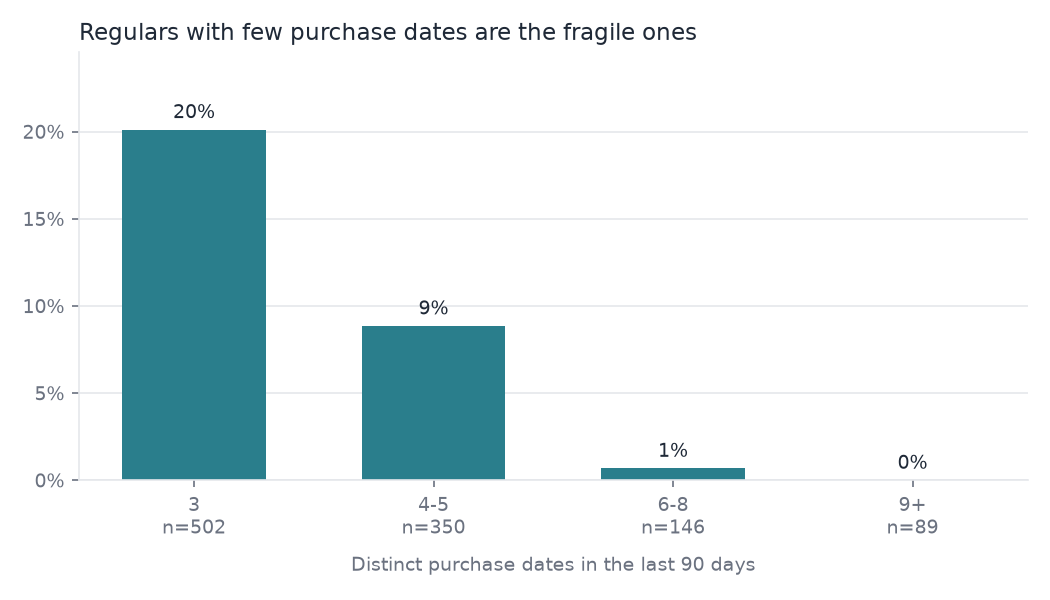 Regulars with few purchase dates are the fragile ones
20%
20%
15%
10%
9%
5%
1%
0%
0%
3
4-5
6-8
9+
n=502
n=350
n=146
n=89
Distinct purchase dates in the last 90 days